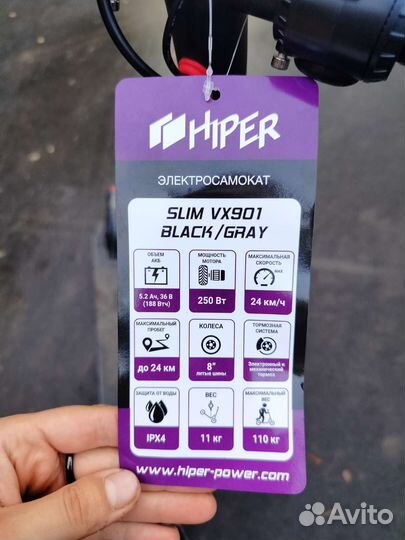 HIPER
ЭЛЕКТРОСАМОКАТ
SLIM VX901
BLACK/GRAY
ОБЪЕМ
АКБ
5.2 Ач, 36 В
(188 Втч)
МОЩНОСТЬ
МОТОРА
250 Вт
МАКСИМАЛЬНАЯ
СКОРОСТЬ
MAX
24 км/ч
МАКСИМАЛЬНЫЙ
ПРОБЕГ
до 24 км
КОЛЕСА
8"
литые шины
ТОРМОЗНАЯ
СИСТЕМА
Электронный и
механический
тормоз
ЗАЩИТА ОТ ВОДЫ
IPX4
ВЕС
11 кг
МАКСИМАЛЬНЫЙ
ВЕС
110 кг
www.hiper-power.com
Avito